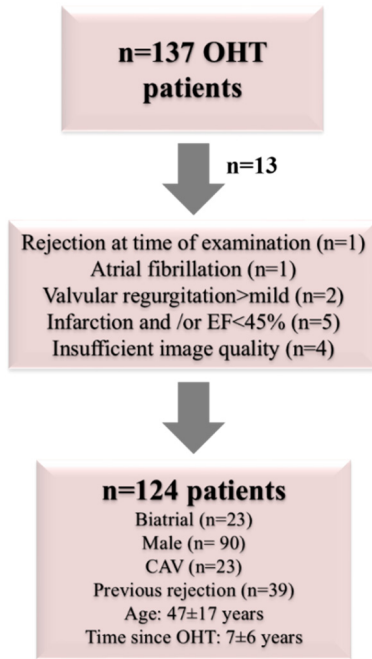 n=137 OHT
patients
n=13
Rejection at time of examination (n=1)
Atrial fibrillation (n=1)
Valvular regurgitation>mild (n=2)
Infarction and /or EF<45% (n=5)
Insufficient image quality (n=4)
n=124 patients
Biatrial (n=23)
Male (n= 90)
CAV (n=23)
Previous rejection (n=39)
Age: 47±17 years
Time since OHT: 7±6 years